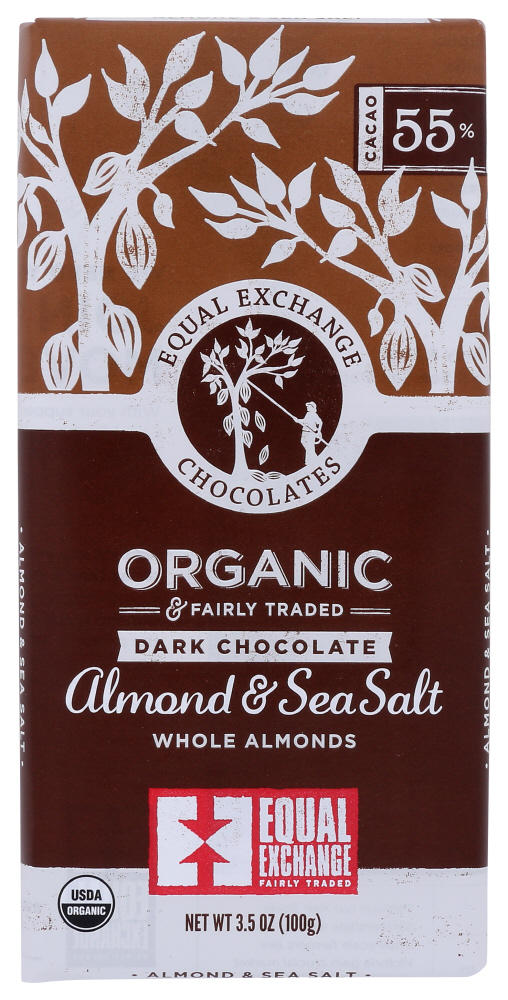 CACAO
55%
EQUAL EXCHANGE
CHOCOLATES
ORGANIC
& FAIRLY TRADED
DARK CHOCOLATE
Almond & Sea Salt
WHOLE ALMONDS
• ALMOND & SEA SALT •
• ALMOND & SEA SALT •
EQUAL
EXCHANGE
FAIRLY TRADED
USDA
ORGANIC
NET WT 3.5 OZ (100g)
• ALMOND & SEA SALT •